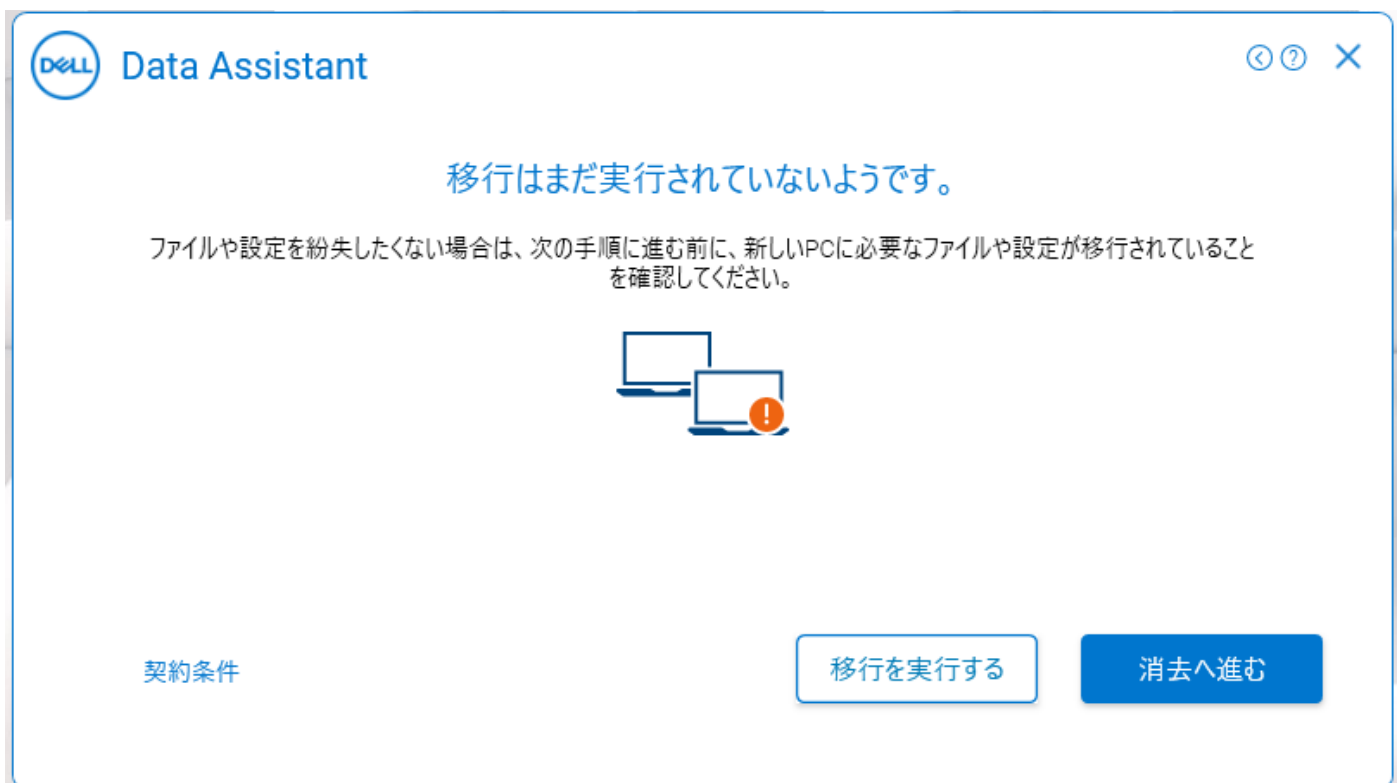 DELL
Data Assistant
移行はまだ実行されていないようです。
ファイルや設定を紛失したくない場合は、次の手順に進む前に、新しいPCに必要なファイルや設定が移行されていること
を確認してください。
契約条件
移行を実行する
消去へ進む